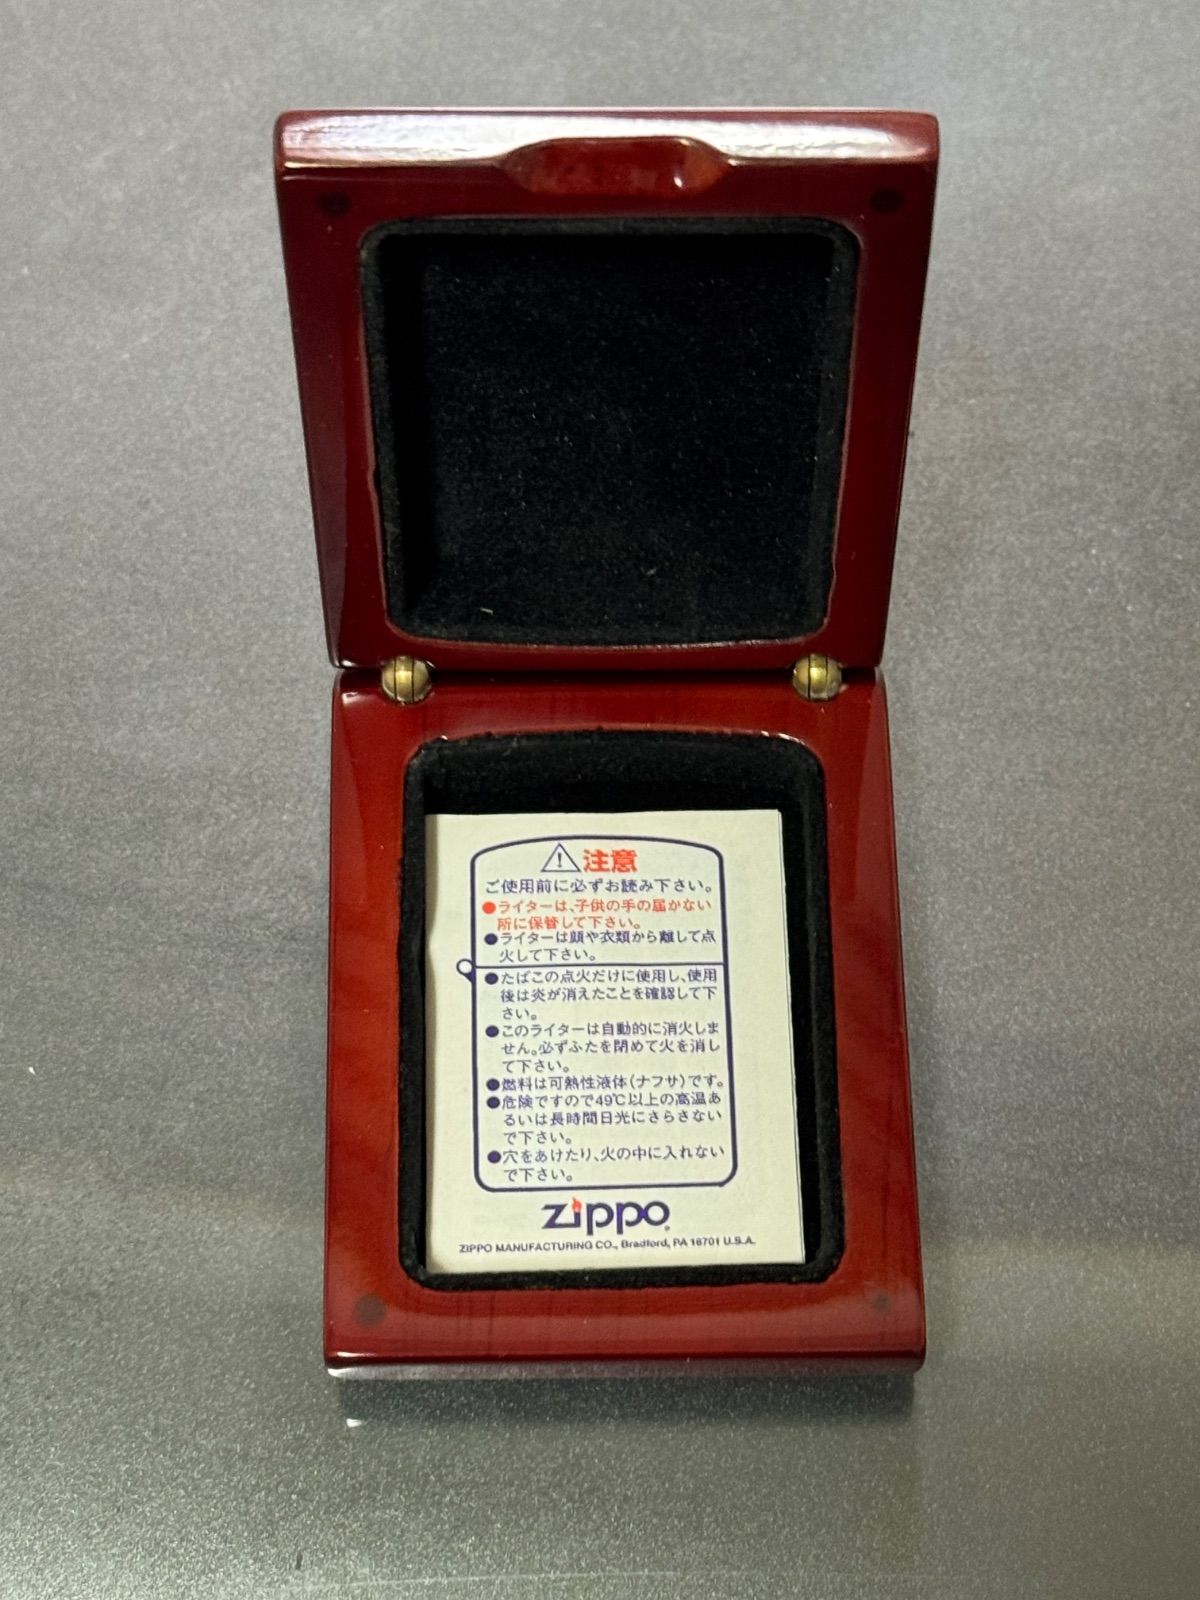 注意
ご使用前に必ずお読み下さい。
●ライターは、子供の手の届かない
所に保管して下さい。
●ライターは顔や衣類から離して点
火して下さい。
●たばこの点火だけに使用し、使用
後は炎が消えたことを確認して下
さい。
●このライターは自動的に消火しま
せん。必ずふたを閉めて火を消し
て下さい。
●燃料は可熱性液体(ナフサ)です。
●危険ですので49℃以上の高温あ
るいは長時間日光にさらさない
で下さい。
●穴をあけたり、火の中に入れない
で下さい。
zippo
ZIPPO MANUFACTURING CO., Bradford, PA 16701 U.S.A.